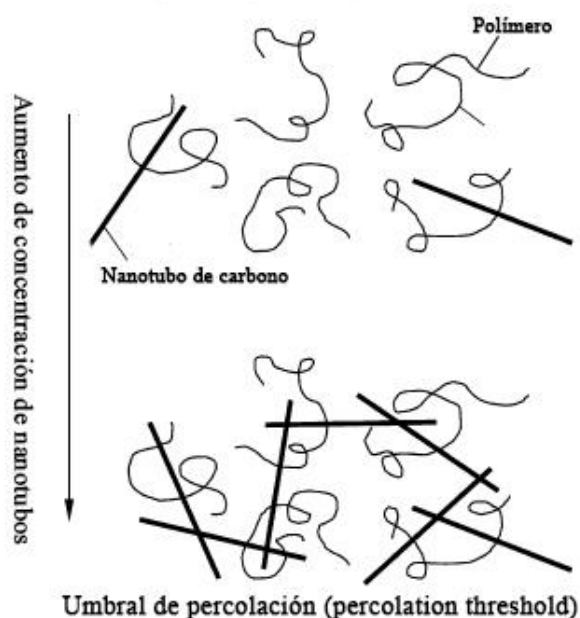 Polímero
Aumento de concentración de nanotubos
Nanotubo de carbono
Umbral de percolación (percolation threshold)